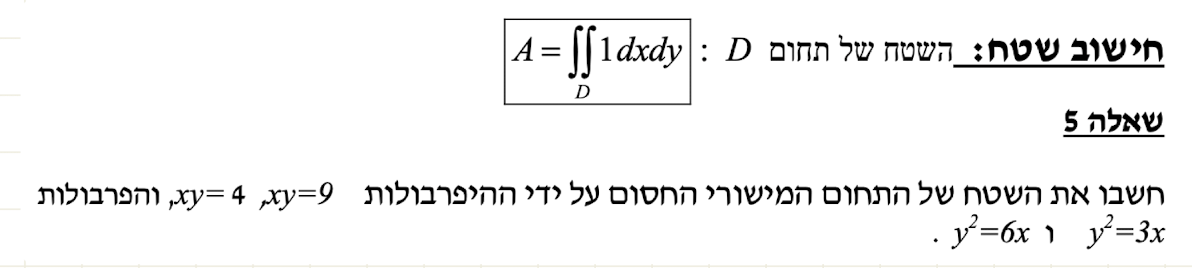 חישוב שטח: השטח של תחום D : A = ∬_D 1dxdy
שאלה 5
חשבו את השטח של התחום המישורי החסום על ידי ההיפרבולות xy=9, xy= 4, והפרבולות
y²=3x ו y²=6x .